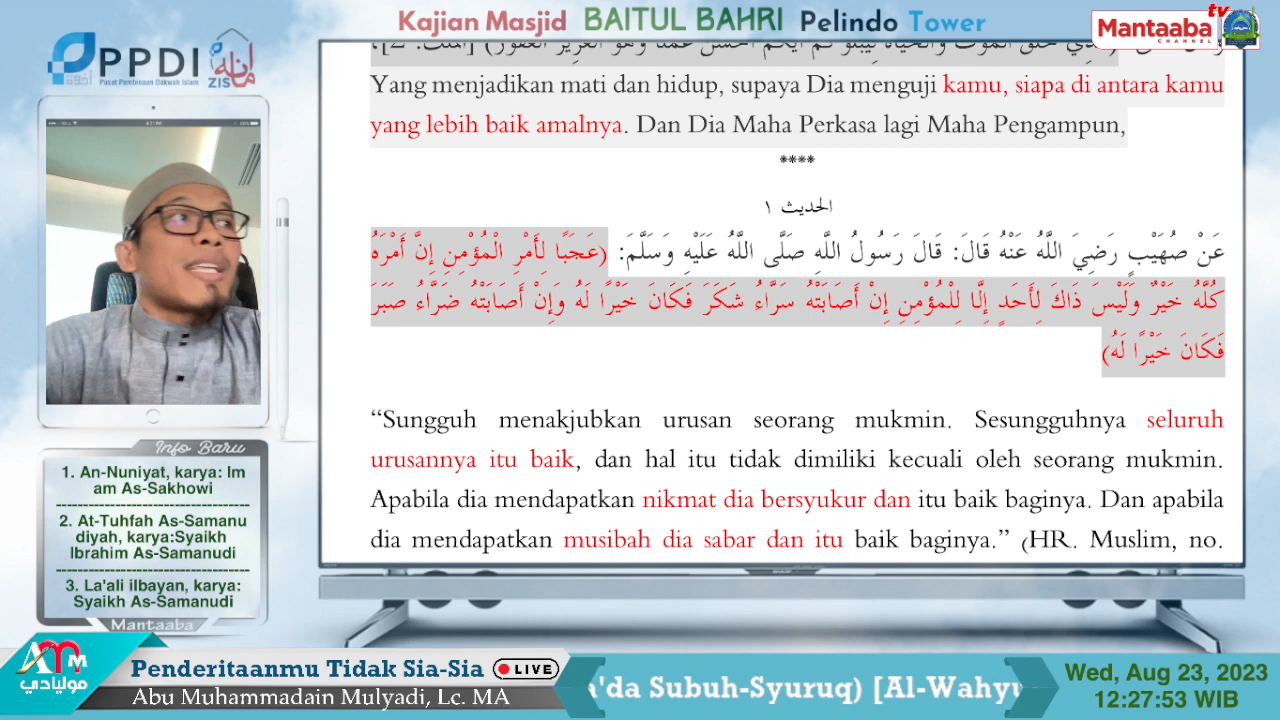 Kajian Masjid BAITUL BAHRI Pelindo Tower
Mantaaba tv
CHANNEL
PPDI
Pusat Pembinaan Dakwah Islam
ZIS
4:21 PM
Yang menjadikan mati dan hidup, supaya Dia menguji kamu, siapa di antara kamu
yang lebih baik amalnya. Dan Dia Maha Perkasa lagi Maha Pengampun,
****
الحديث ١
عَنْ صُهَيْبٍ رَضِيَ اللَّهُ عَنْهُ قَالَ: قَالَ رَسُولُ اللَّهِ صَلَّى اللَّهُ عَلَيْهِ وَسَلَّمَ: (عَجَبًا لِأَمْرِ الْمُؤْمِنِ إِنَّ أَمْرَهُ
كُلَّهُ خَيْرٌ وَلَيْسَ ذَاكَ لِأَحَدٍ إِلَّا لِلْمُؤْمِنِ إِنْ أَصَابَتْهُ سَرَّاءُ شَكَرَ فَكَانَ خَيْرًا لَهُ وَإِنْ أَصَابَتْهُ ضَرَّاءُ صَبَرَ
فَكَانَ خَيْرًا لَهُ)
“Sungguh menakjubkan urusan seorang mukmin. Sesungguhnya seluruh
urusannya itu baik, dan hal itu tidak dimiliki kecuali oleh seorang mukmin.
Apabila dia mendapatkan nikmat dia bersyukur dan itu baik baginya. Dan apabila
dia mendapatkan musibah dia sabar dan itu baik baginya.” (HR. Muslim, no.
Info Baru
1. An-Nuniyat, karya: Im
am As-Sakhowi
2. At-Tuhfah As-Samanu
diyah, karya:Syaikh
Ibrahim As-Samanudi
3. La'ali ilbayan, karya:
Syaikh As-Samanudi
Mantaaba
موليادي
Penderitaanmu Tidak Sia-Sia LIVE
Abu Muhammadain Mulyadi, Lc. MA
a'da Subuh-Syuruq) [Al-Wahyu
Wed, Aug 23, 2023
12:27:53 WIB